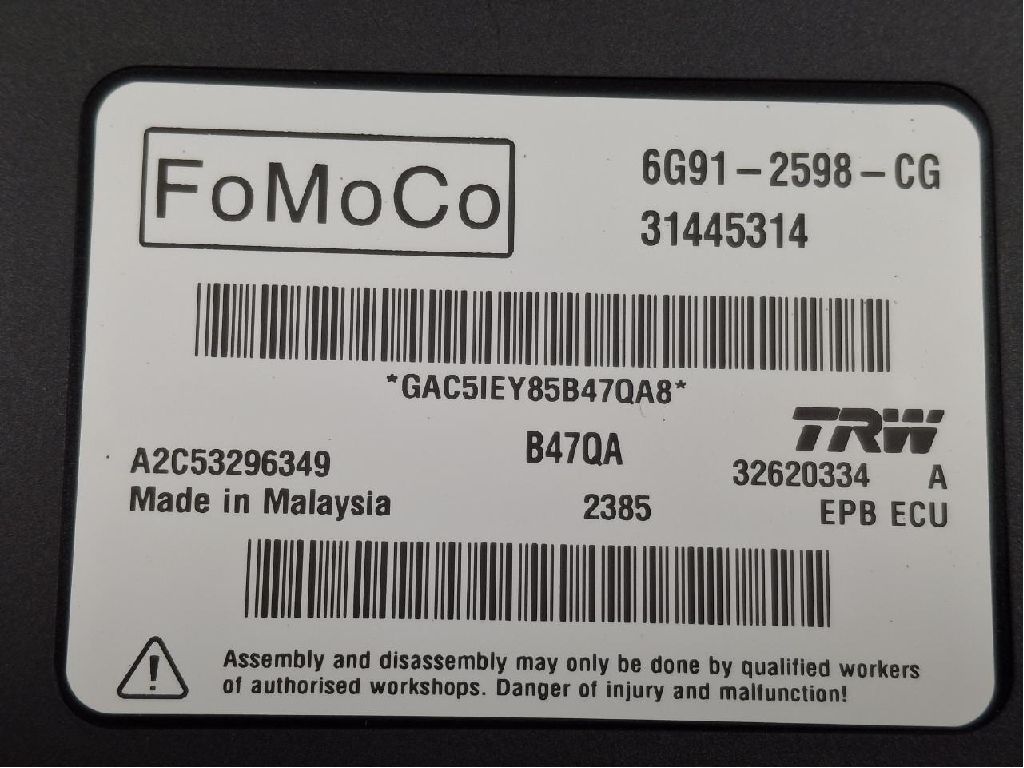 FoMoCo
6G91-2598-CG
31445314
*GAC5IEY85B47QA8*
TRW
A2C53296349
B47QA
32620334 A
Made in Malaysia
2385
EPB ECU
Assembly and disassembly may only be done by qualified workers
of authorised workshops. Danger of injury and malfunction!